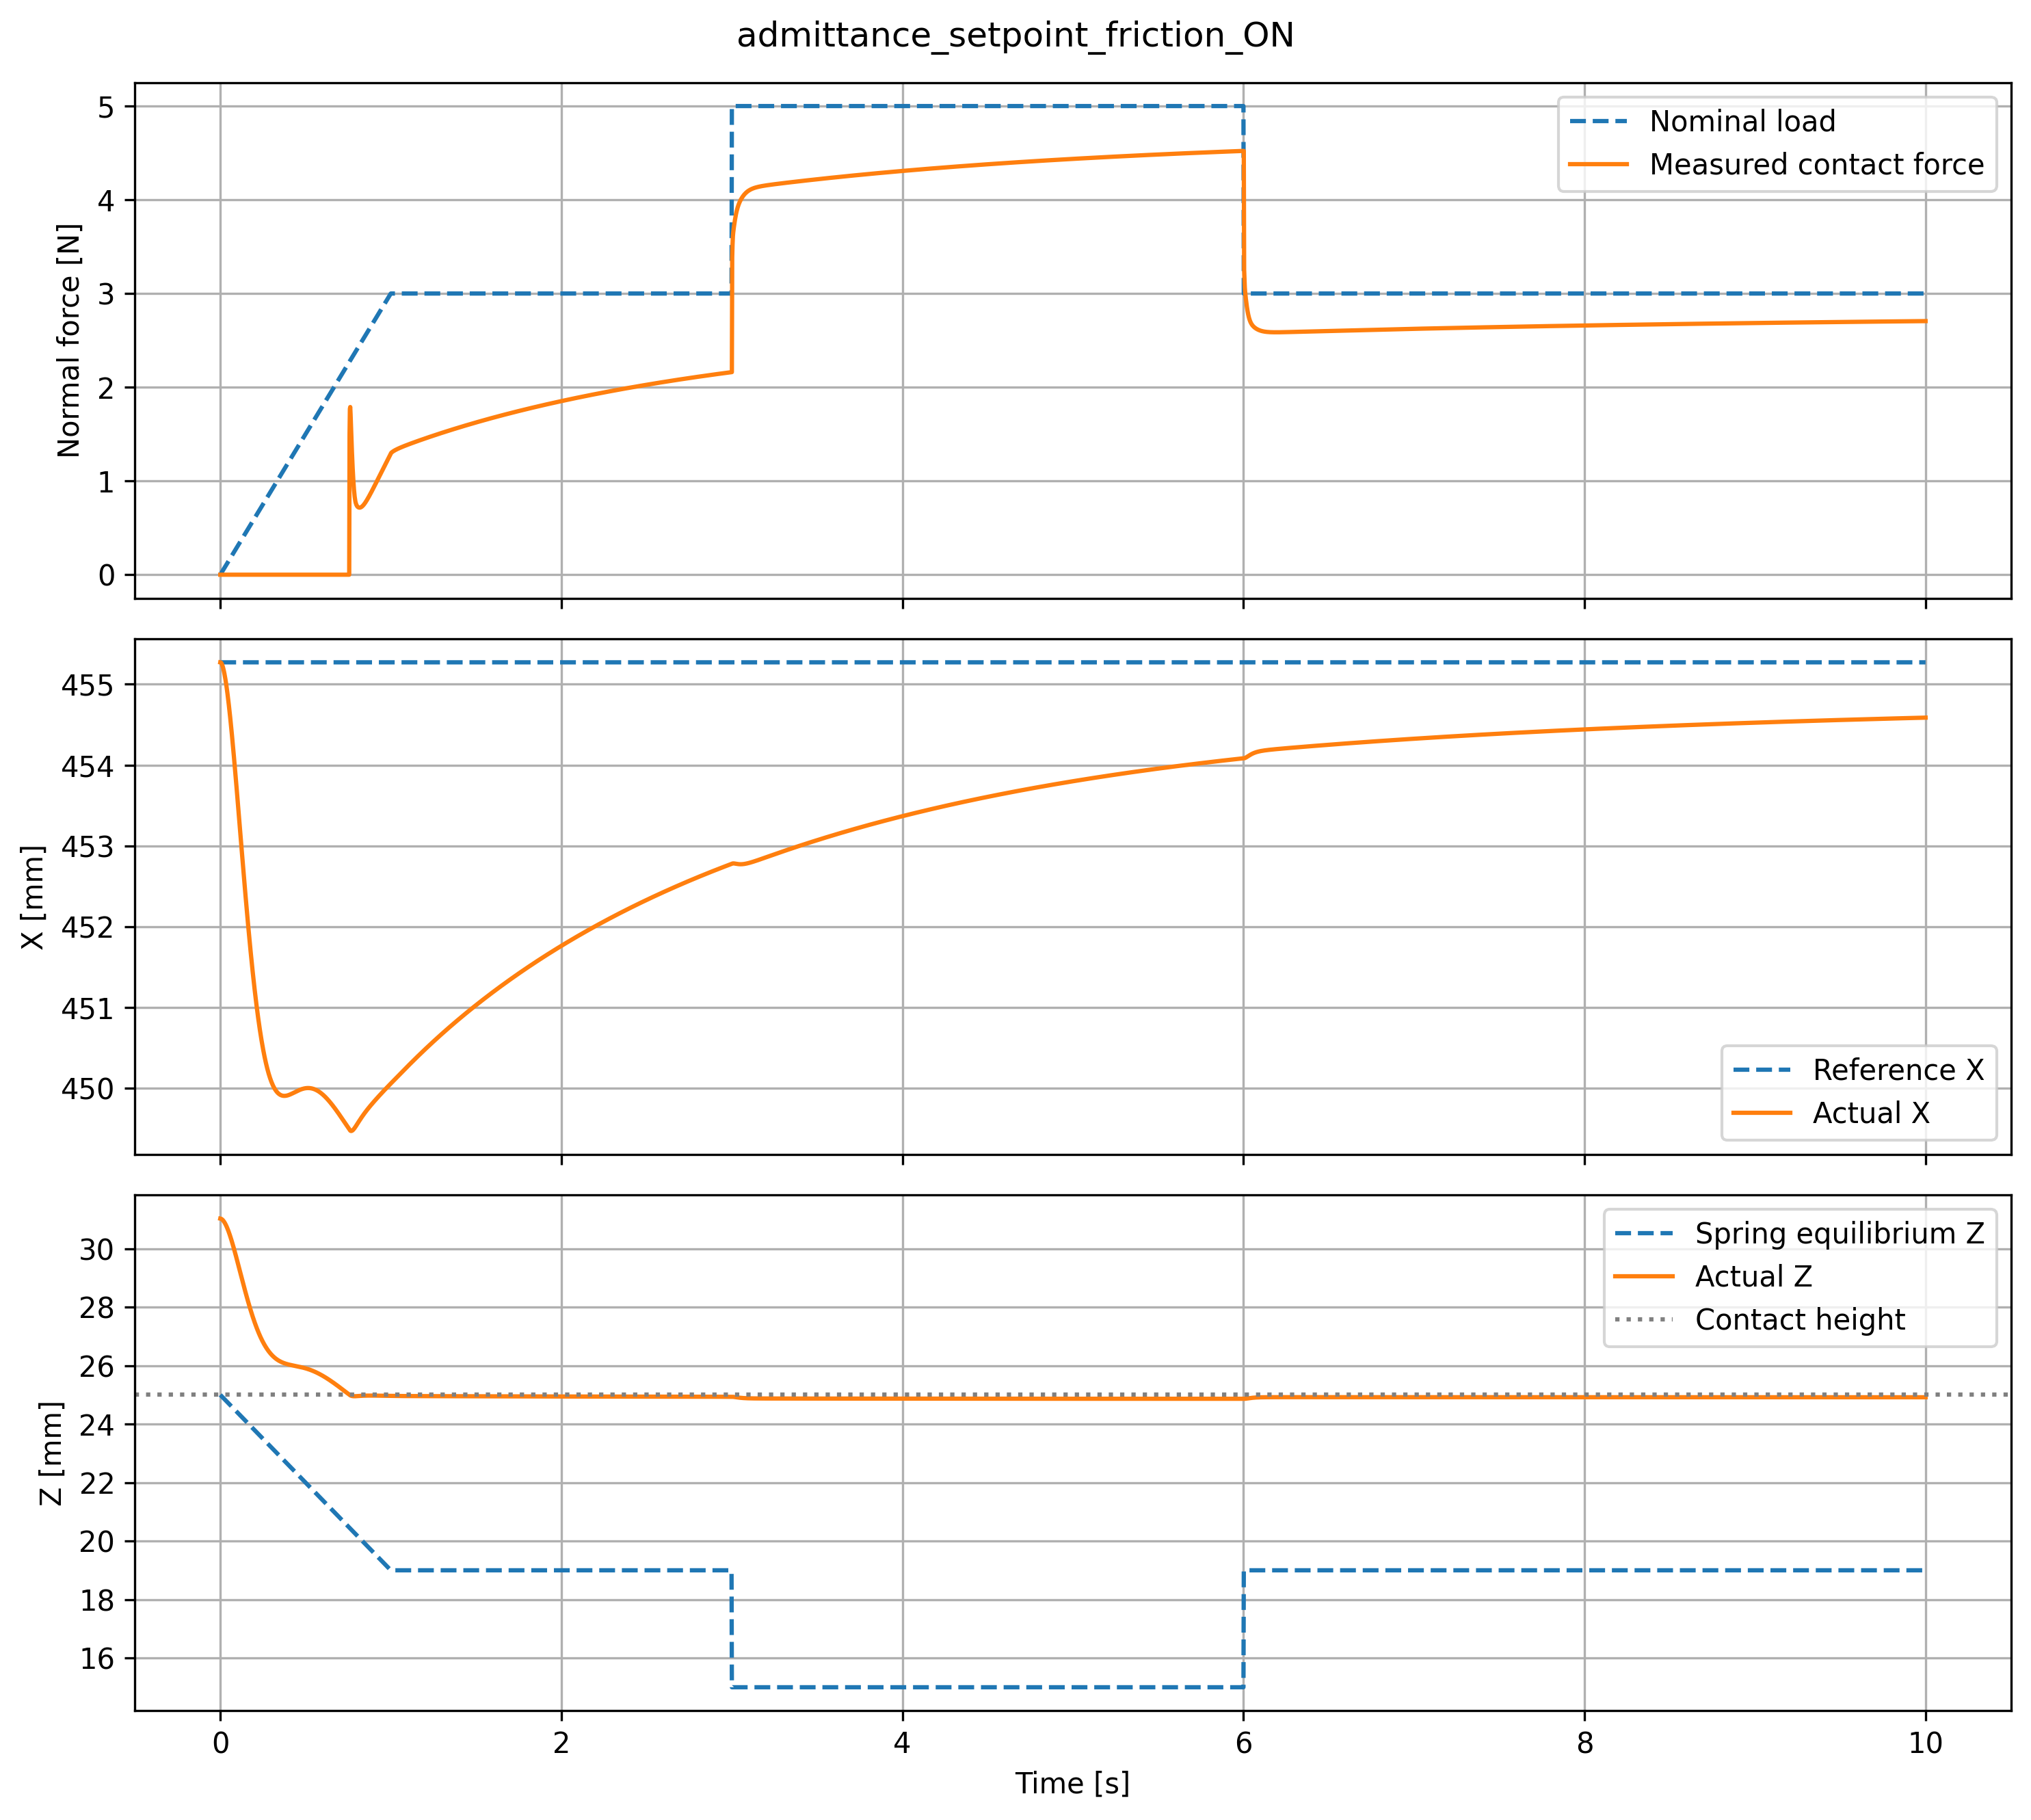 admittance_setpoint_friction_ON
5
4
3
2
1
0
Normal force [N]
Nominal load
Measured contact force
455
454
453
452
451
450
X [mm]
Reference X
Actual X
30
28
26
24
22
20
18
16
Z [mm]
Spring equilibrium Z
Actual Z
Contact height
0 2 4 6 8 10
Time [s]